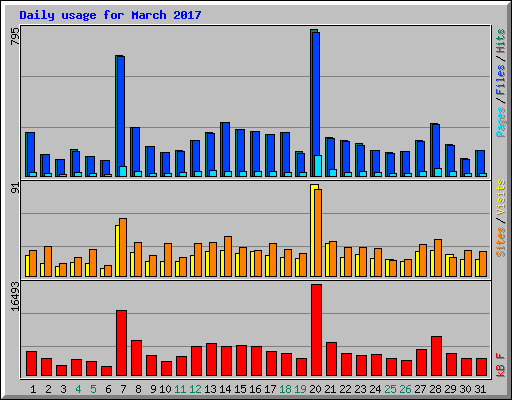 Daily usage for March 2017
795
Pages/Files/Hits
91
Sites/Visits
16493
kB F
1 2 3 4 5 6 7 8 9 10 11 12 13 14 15 16 17 18 19 20 21 22 23 24 25 26 27 28 29 30 31